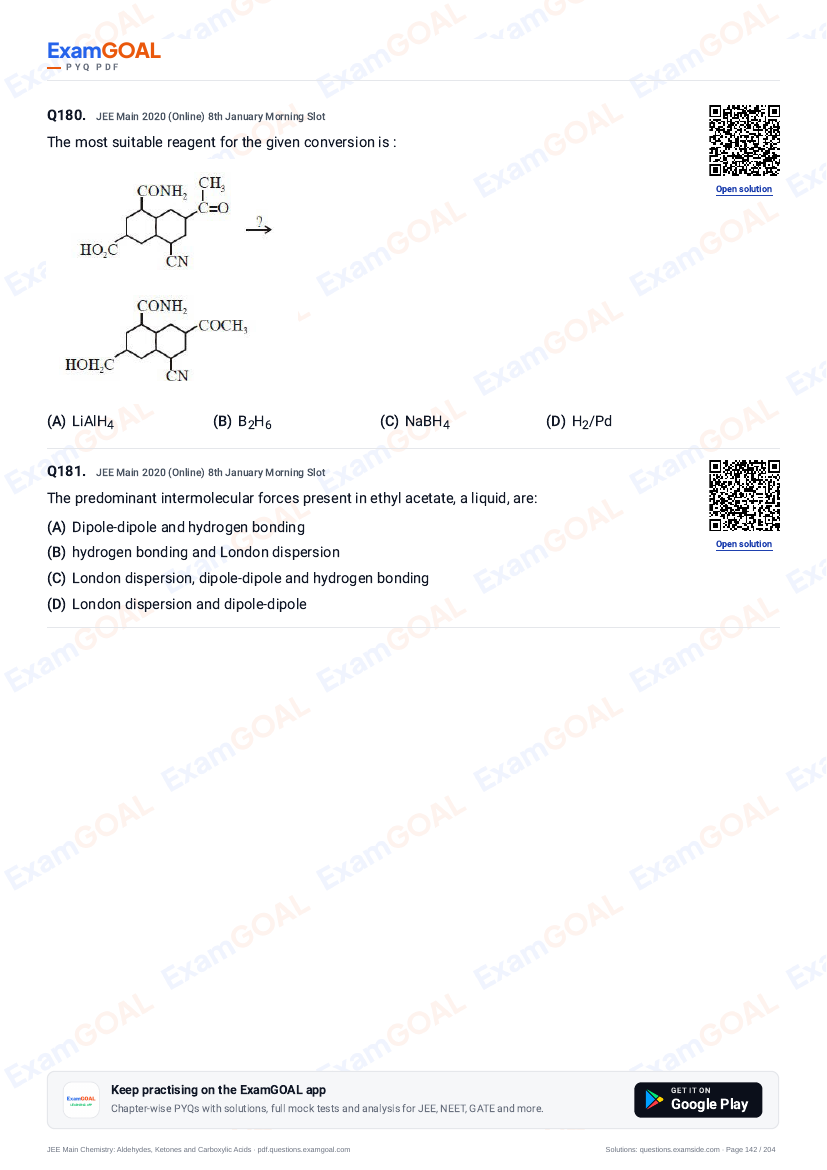 ExamGOAL
PYQ PDF
Q180. JEE Main 2020 (Online) 8th January Morning Slot
The most suitable reagent for the given conversion is :
Open solution
CONH2 CH3
C=O
HO2C
CN
?
CONH2
COCH3
HOH2C
CN
(A) LiAlH4 (B) B2H6 (C) NaBH4 (D) H2/Pd
Q181. JEE Main 2020 (Online) 8th January Morning Slot
The predominant intermolecular forces present in ethyl acetate, a liquid, are:
(A) Dipole-dipole and hydrogen bonding
(B) hydrogen bonding and London dispersion
(C) London dispersion, dipole-dipole and hydrogen bonding
(D) London dispersion and dipole-dipole
Open solution
ExamGOAL
Keep practising on the ExamGOAL app
Chapter-wise PYQs with solutions, full mock tests and analysis for JEE, NEET, GATE and more.
GET IT ON
Google Play
JEE Main Chemistry: Aldehydes, Ketones and Carboxylic Acids · pdf.questions.examgoal.com
Solutions: questions.examside.com · Page 142 / 204